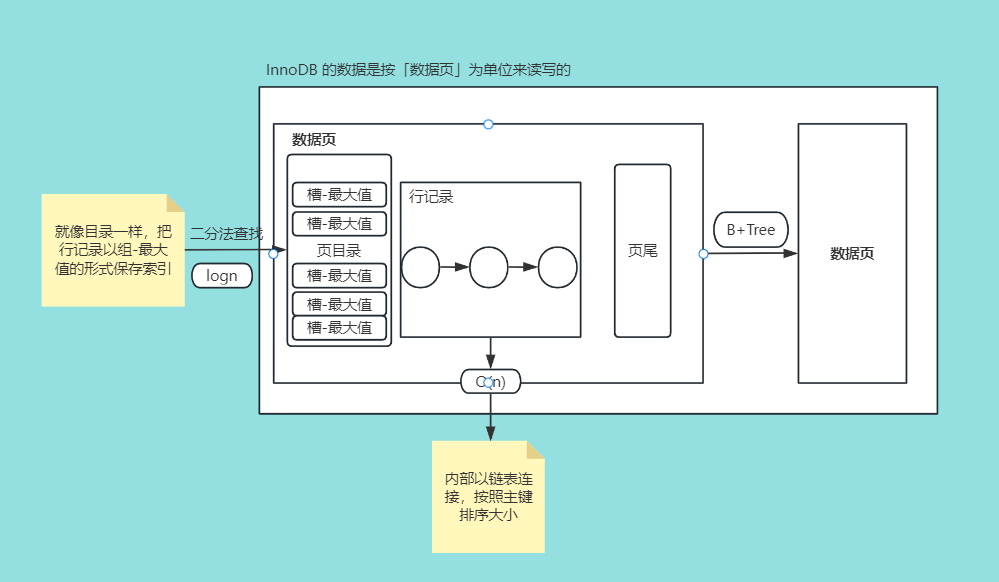 InnoDB 的数据是按「数据页」为单位来读写的
数据页
槽-最大值
槽-最大值
页目录
槽-最大值
槽-最大值
槽-最大值
行记录
页尾
B+Tree
数据页
就像目录一样，把
行记录以组-最大
值的形式保存索引
二分法查找
logn
内部以链表连
接，按照主键
排序大小